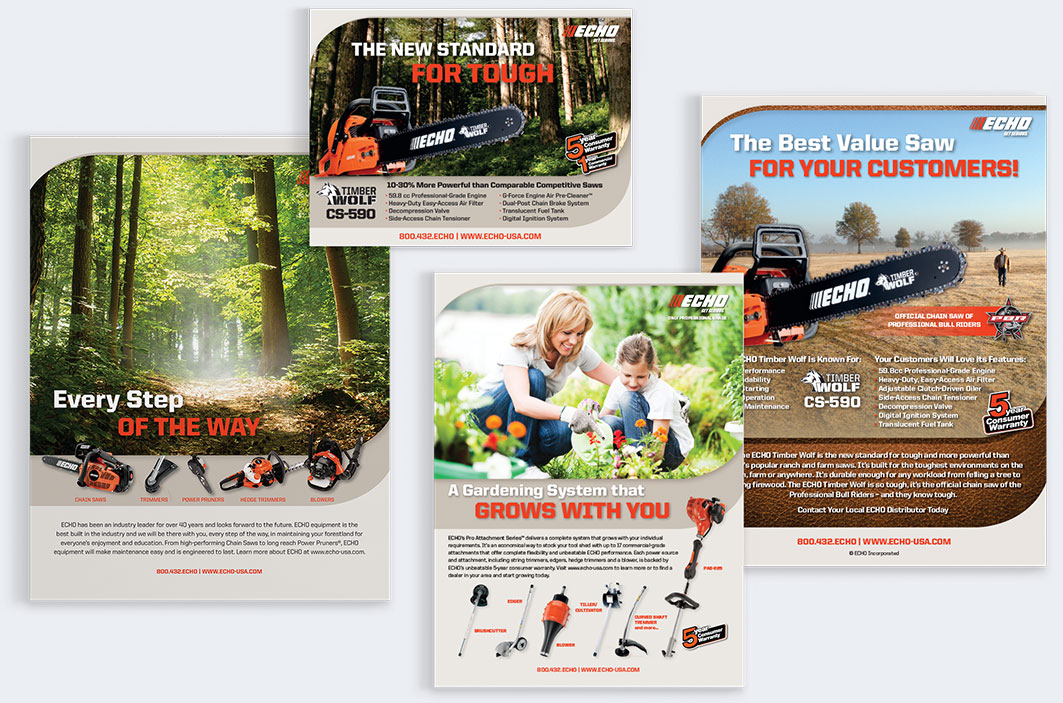 ECHO
THE NEW STANDARD
FOR TOUGH
ECHO TIMBER WOLF
5 year Consumer Warranty
1 year Commercial Warranty
TIMBER WOLF
CS-590
10-30% More Powerful than Comparable Competitive Saws
· 59.8 cc Professional-Grade Engine
· Heavy-Duty Easy-Access Air Filter
· Decompression Valve
· Side-Access Chain Tensioner
· G-Force Engine Air Pre-Cleaner™
· Dual-Post Chain Brake System
· Translucent Fuel Tank
· Digital Ignition System
800.432.ECHO | WWW.ECHO-USA.COM
Every Step
OF THE WAY
ECHO
CHAIN SAWS
TRIMMERS
POWER PRUNERS
HEDGE TRIMMERS
BLOWERS
ECHO has been an industry leader for over 40 years and looks forward to the future. ECHO equipment is the
best built in the industry and we will be there with you, every step of the way, in maintaining your forestland for
everyone's enjoyment and education. From high-performing Chain Saws to long reach Power Pruners®, ECHO
equipment will make maintenance easy and is engineered to last. Learn more about ECHO at www.echo-usa.com.
800.432.ECHO | WWW.ECHO-USA.COM
ECHO
A Gardening System that
GROWS WITH YOU
ECHO's Pro Attachment Series™ delivers a complete system that grows with your individual
requirements. It's an economical way to stock your tool shed with up to 17 commercial-grade
attachments that offer complete flexibility and unbeatable ECHO performance. Each power source
and attachment, including string trimmers, edgers, hedge trimmers and a blower, is backed by
ECHO's unbeatable 5-year consumer warranty. Visit www.echo-usa.com to learn more or to find a
dealer in your area and start growing today.
PAS-225
BRUSHCUTTER
EDGER
BLOWER
TILLER/
CULTIVATOR
CURVED SHAFT
TRIMMER
and more...
5 year Consumer Warranty
800.432.ECHO | WWW.ECHO-USA.COM
ECHO
The Best Value Saw
FOR YOUR CUSTOMERS!
ECHO TIMBER WOLF
OFFICIAL CHAIN SAW OF
PROFESSIONAL BULL RIDERS
PBR
CHO Timber Wolf Is Known For:
erformance
dability
tarting
peration
Maintenance
TIMBER WOLF
CS-590
Your Customers Will Love Its Features:
59.8cc Professional-Grade Engine
Heavy-Duty, Easy-Access Air Filter
Adjustable Clutch-Driven Oiler
Side-Access Chain Tensioner
Decompression Valve
Digital Ignition System
Translucent Fuel Tank
5 year Consumer Warranty
e ECHO Timber Wolf is the new standard for tough and more powerful than
's popular ranch and farm saws. It's built for the toughest environments on the
, farm or anywhere. It's durable enough for any workload from felling a tree to
ng firewood. The ECHO Timber Wolf is so tough, it's the official chain saw of the
Professional Bull Riders – and they know tough.
Contact Your Local ECHO Distributor Today
800.432.ECHO | WWW.ECHO-USA.COM
© ECHO Incorporated